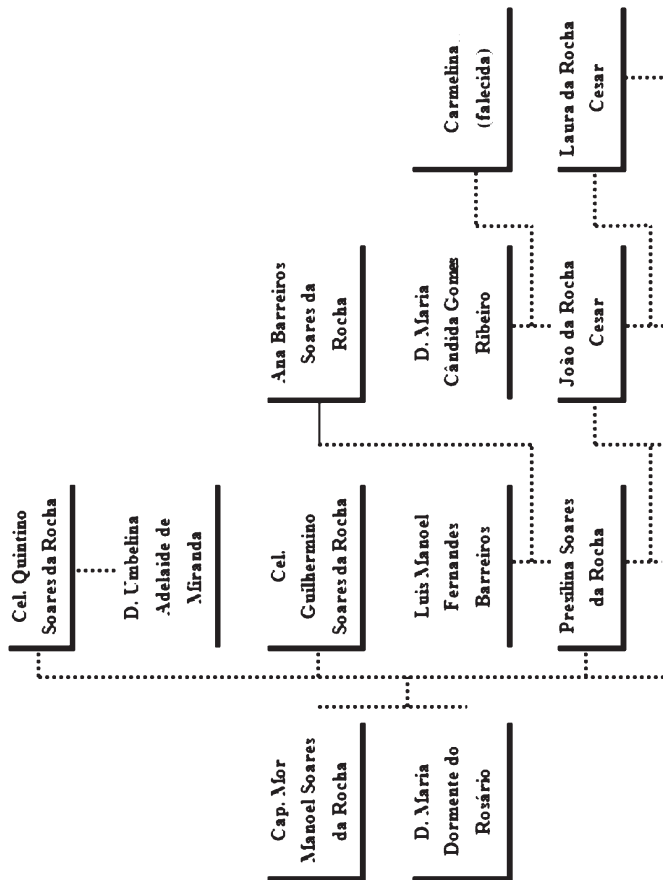 Cel. Quintino
Soares da Rocha
D. Umbelina
Adelaide de
Miranda
Cap. Mor
Manoel Soares
da Rocha
Cel.
Guilhermino
Soares da Rocha
Ana Barreiros
Soares da
Rocha
D. Maria
Dormente do
Rosário
Luis Manoel
Fernandes
Barreiros
D. Maria
Cândida Gomes
Ribeiro
Carmelina
(falecida)
Presilina Soares
da Rocha
João da Rocha
Cesar
Laura da Rocha
Cesar